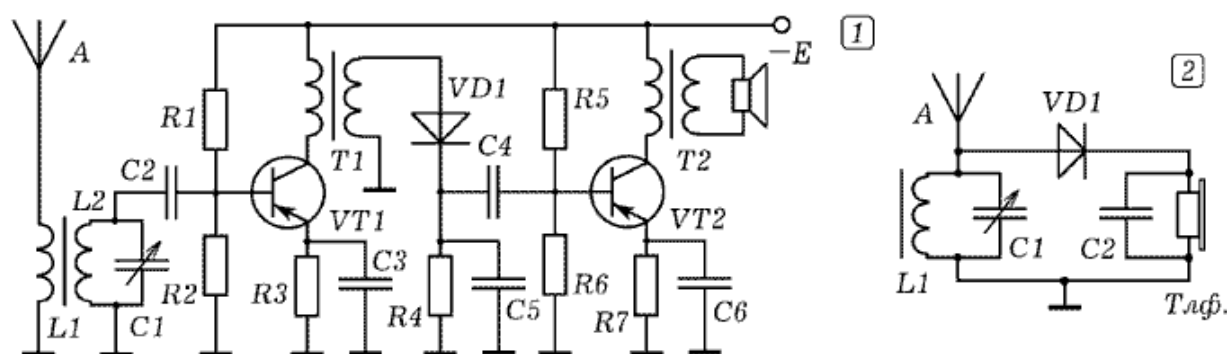 A
R1
C2
L2
L1
C1
R2
VT1
T1
R3
C3
VD1
C4
R4
C5
R5
R6
VT2
T2
R7
C6
−E
1
2
A
VD1
L1
C1
C2
Тлф.